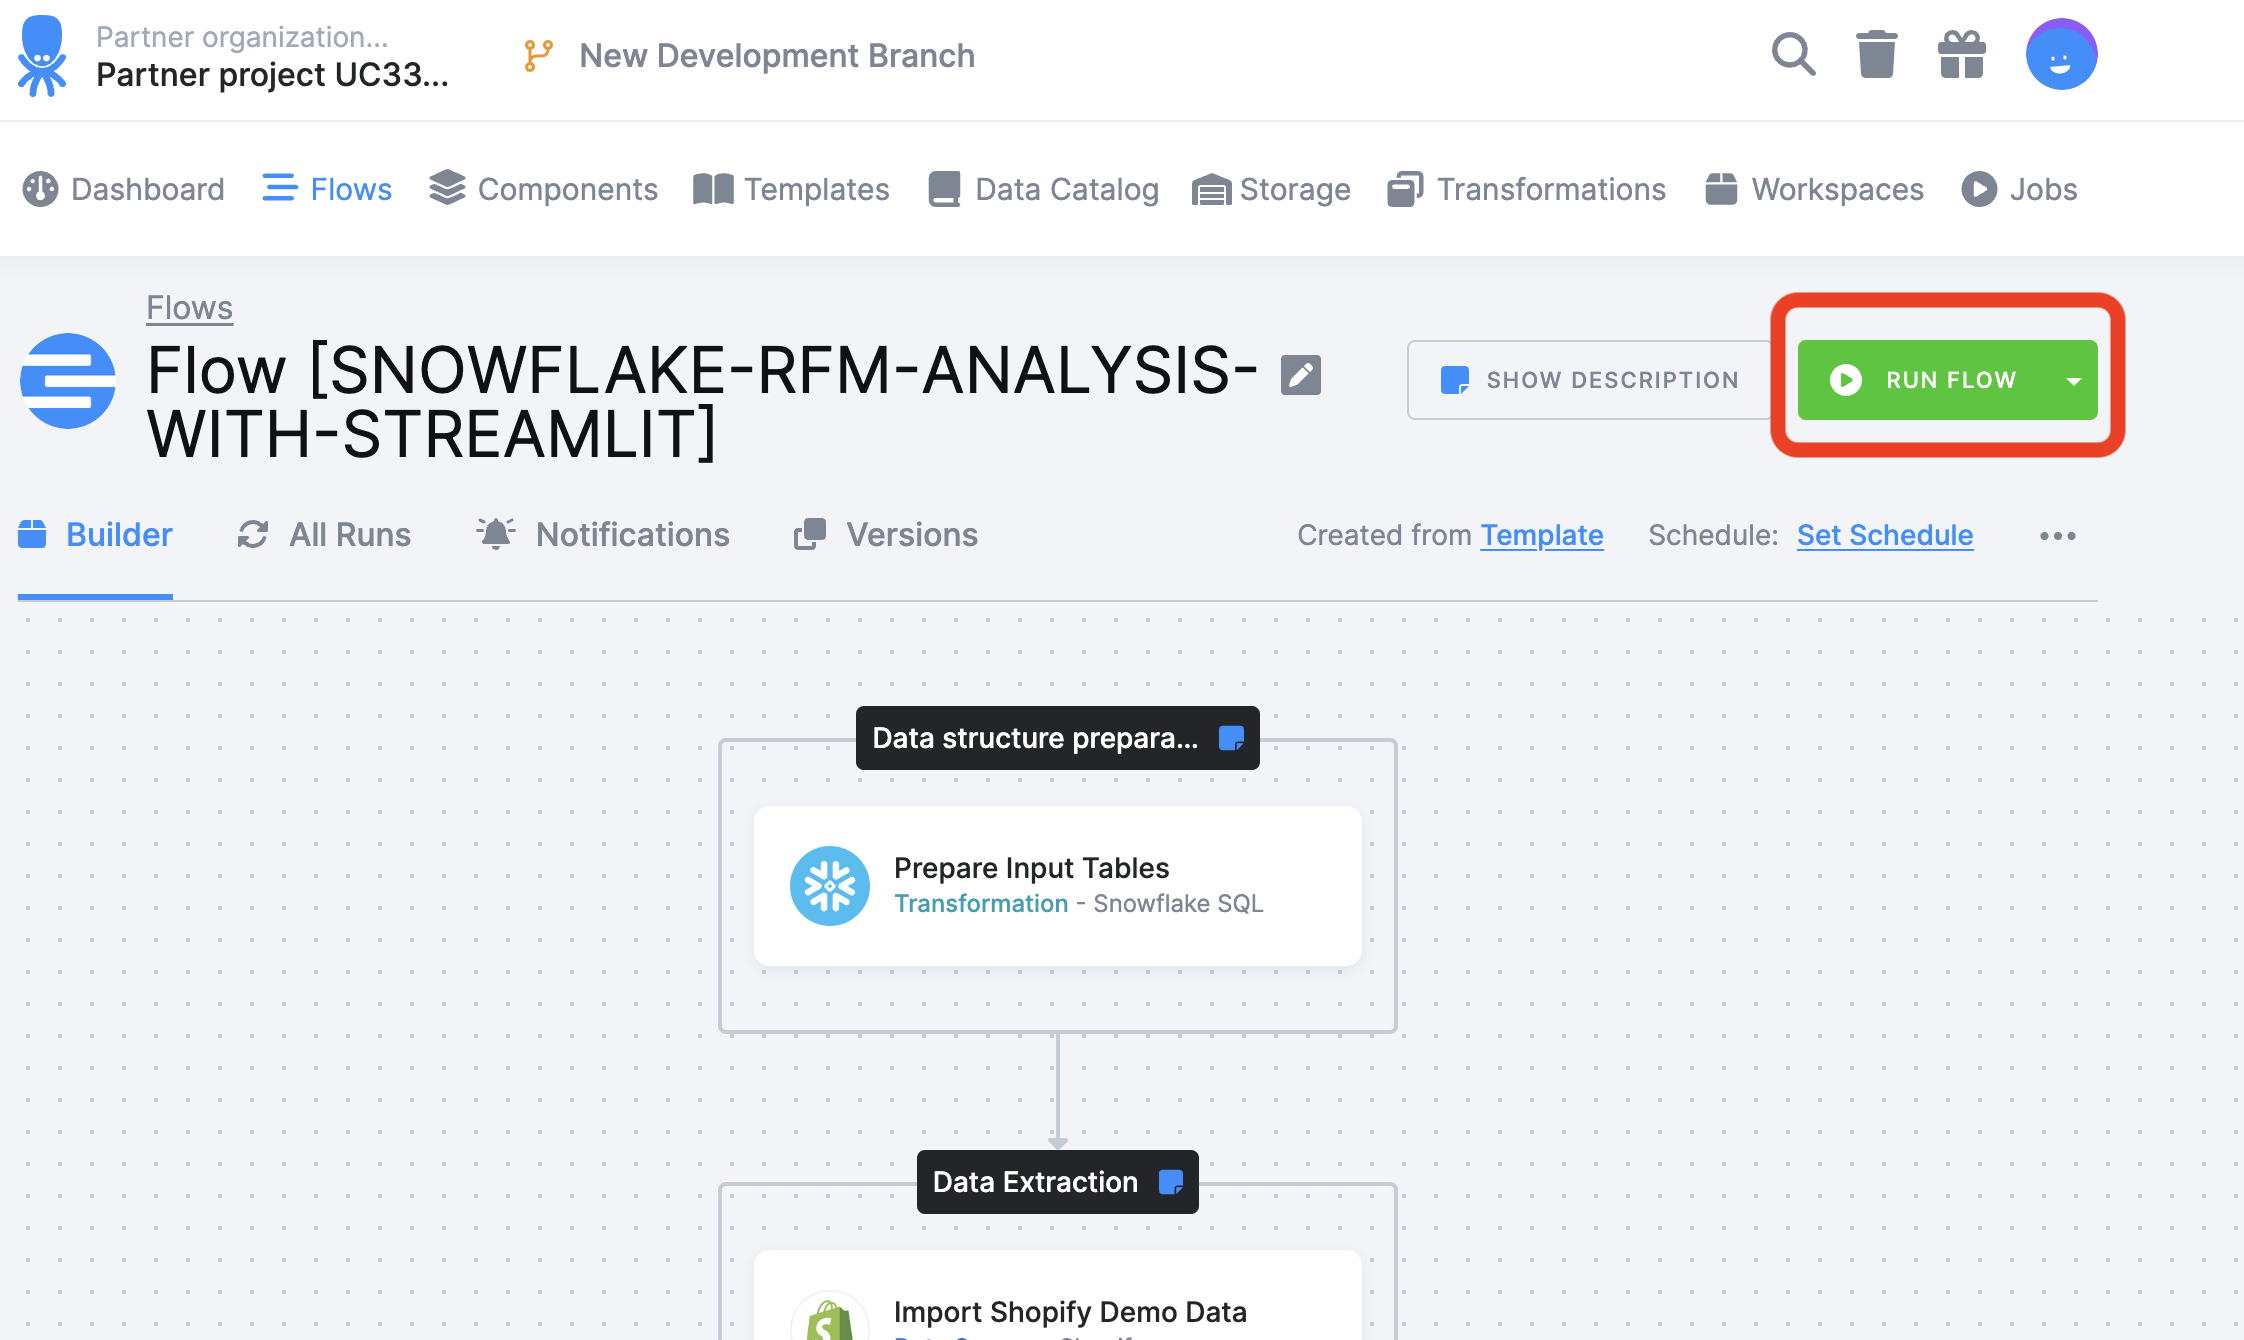 Partner organization...
Partner project UC33...
New Development Branch
Dashboard
Flows
Components
Templates
Data Catalog
Storage
Transformations
Workspaces
Jobs
Flows
Flow [SNOWFLAKE-RFM-ANALYSIS-
WITH-STREAMLIT]
SHOW DESCRIPTION
RUN FLOW
Builder
All Runs
Notifications
Versions
Created from Template
Schedule: Set Schedule
Data structure prepara...
Prepare Input Tables
Transformation - Snowflake SQL
Data Extraction
Import Shopify Demo Data